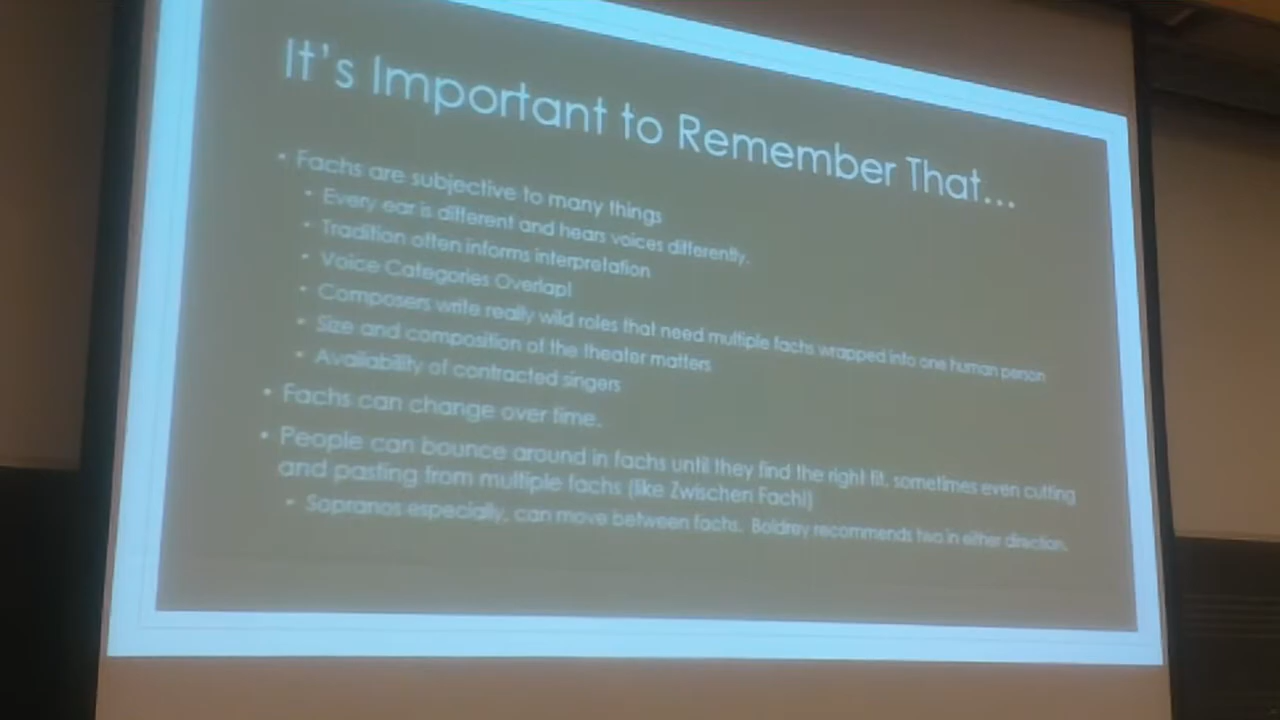 It's Important to Remember That...
• Fachs are subjective to many things
• Every ear is different and hears voices differently.
• Tradition often informs interpretation
• Voice Categories Overlap!
• Composers write really wild roles that need multiple fachs wrapped into one human person
• Size and composition of the theater matters
• Availability of contracted singers
• Fachs can change over time.
• People can bounce around in fachs until they find the right fit, sometimes even cutting
and pasting from multiple fachs (like Zwischen Fach!)
• Sopranos especially, can move between fachs. Boldrey recommends two in either direction.